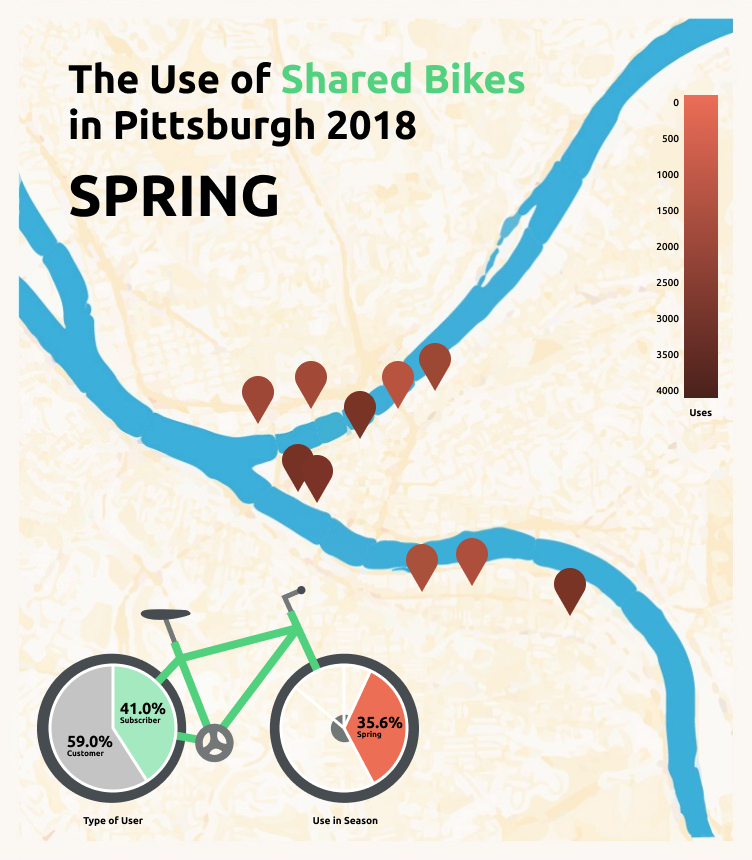 The Use of Shared Bikes
in Pittsburgh 2018
SPRING
0
500
1000
1500
2000
2500
3000
3500
4000
Uses
41.0%
Subscriber
59.0%
Customer
35.6%
Spring
Type of User
Use in Season